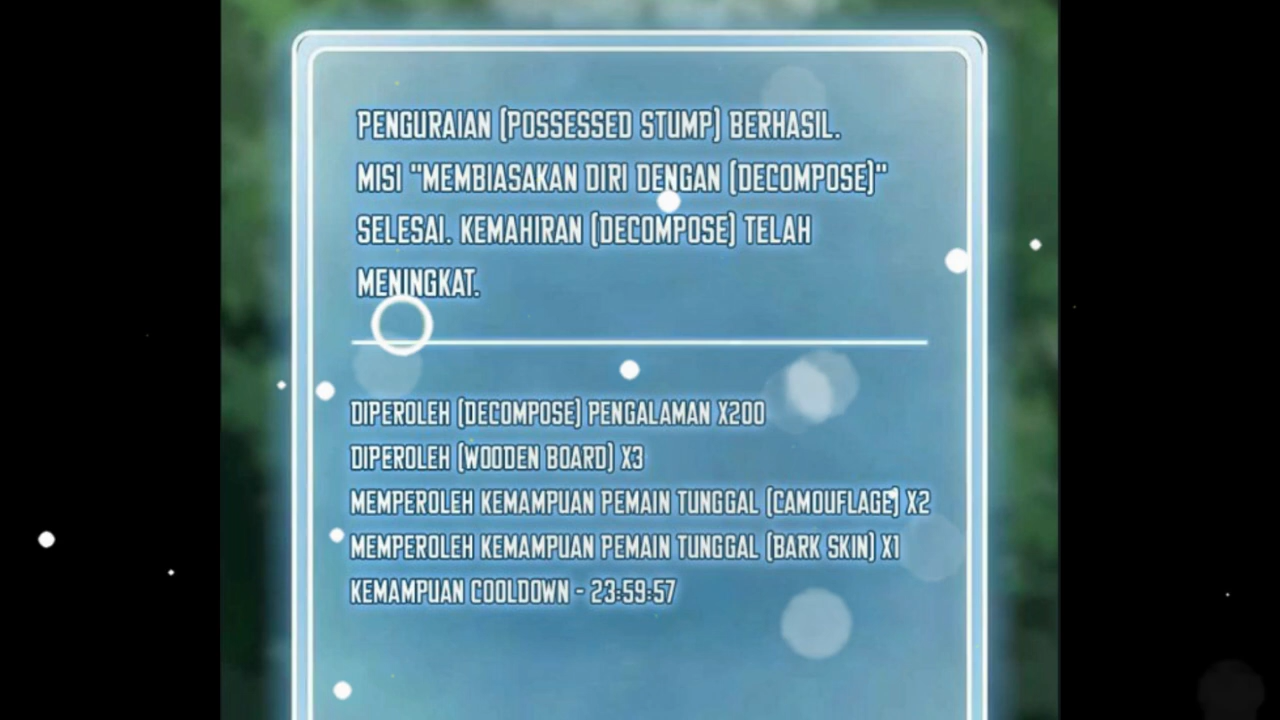 PENGURAIAN (POSSESSED STUMP) BERHASIL.
MISI "MEMBIASAKAN DIRI DENGAN (DECOMPOSE)"
SELESAI. KEMAHIRAN (DECOMPOSE) TELAH
MENINGKAT.
DIPEROLEH (DECOMPOSE) PENGALAMAN X200
DIPEROLEH (WOODEN BOARD) X3
MEMPEROLEH KEMAMPUAN PEMAIN TUNGGAL (CAMOUFLAGE) X2
MEMPEROLEH KEMAMPUAN PEMAIN TUNGGAL (BARK SKIN) X1
KEMAMPUAN COOLDOWN - 23:59:57